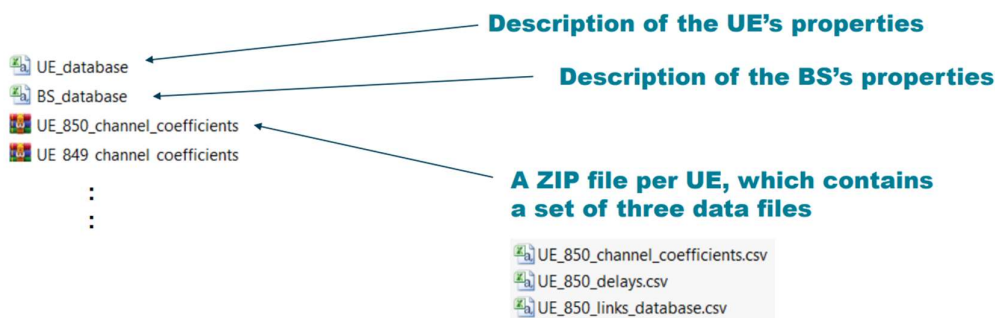 Description of the UE's properties
UE_database
Description of the BS's properties
BS_database
UE_850_channel_coefficients
UE 849 channel coefficients
:
:
A ZIP file per UE, which contains
a set of three data files
UE_850_channel_coefficients.csv
UE_850_delays.csv
UE_850_links_database.csv